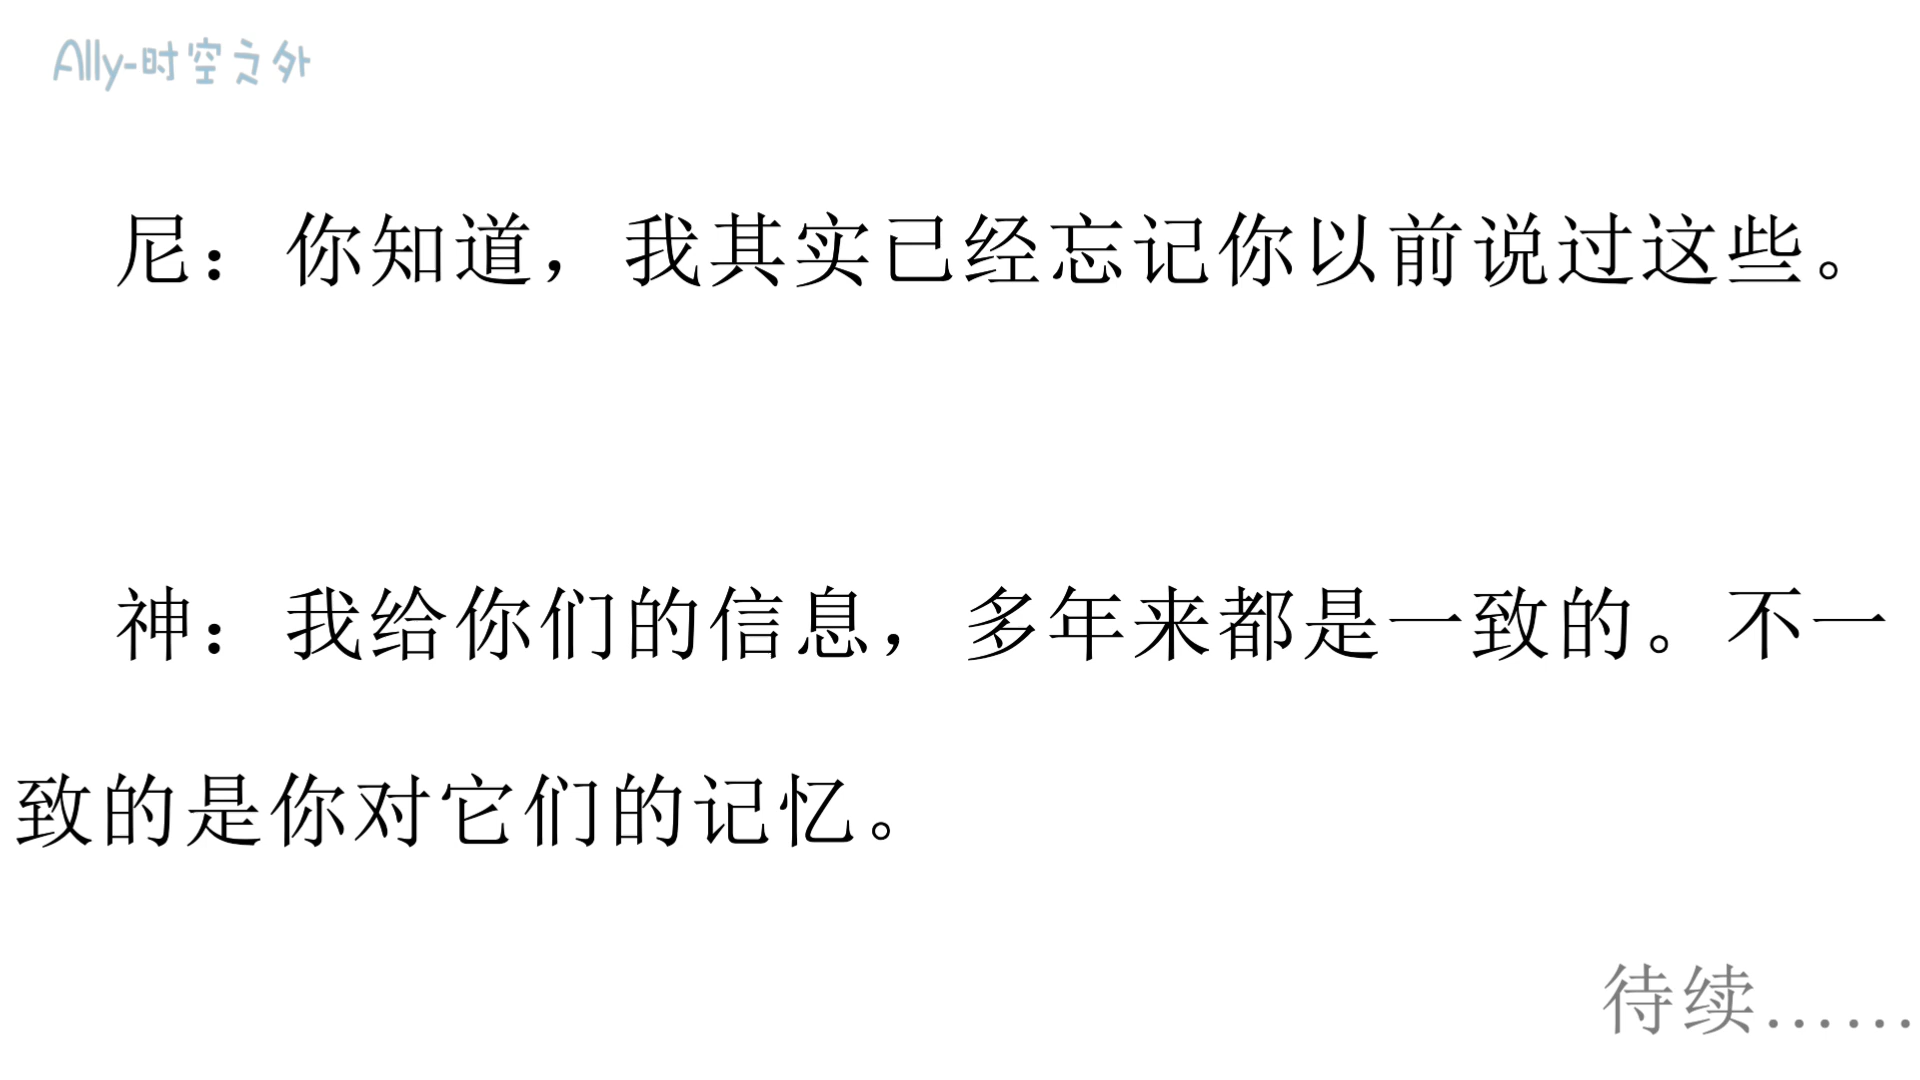 Ally-时空之外
尼：你知道，我其实已经忘记你以前说过这些。
神：我给你们的信息，多年来都是一致的。不一
致的是你对它们的记忆。
待续……